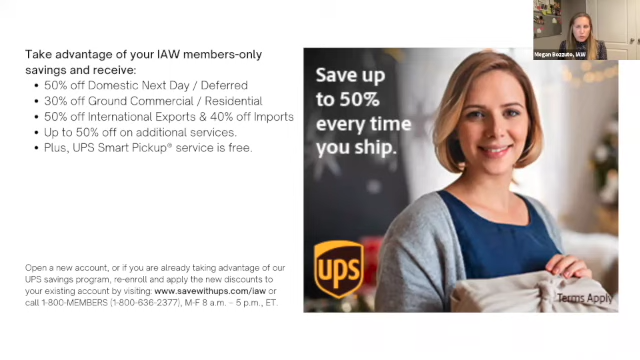 Take advantage of your IAW members-only
savings and receive:
• 50% off Domestic Next Day / Deferred
• 30% off Ground Commercial / Residential
• 50% off International Exports & 40% off Imports
• Up to 50% off on additional services.
• Plus, UPS Smart Pickup® service is free.
Open a new account, or if you are already taking advantage of our
UPS savings program, re-enroll and apply the new discounts to
your existing account by visiting: www.savewithups.com/iaw or
call 1-800-MEMBERS (1-800-636-2377), M-F 8 a.m. – 5 p.m., ET.
Save up
to 50%
every time
you ship.
ups
Terms Apply
Megan Bozzuto, IAW